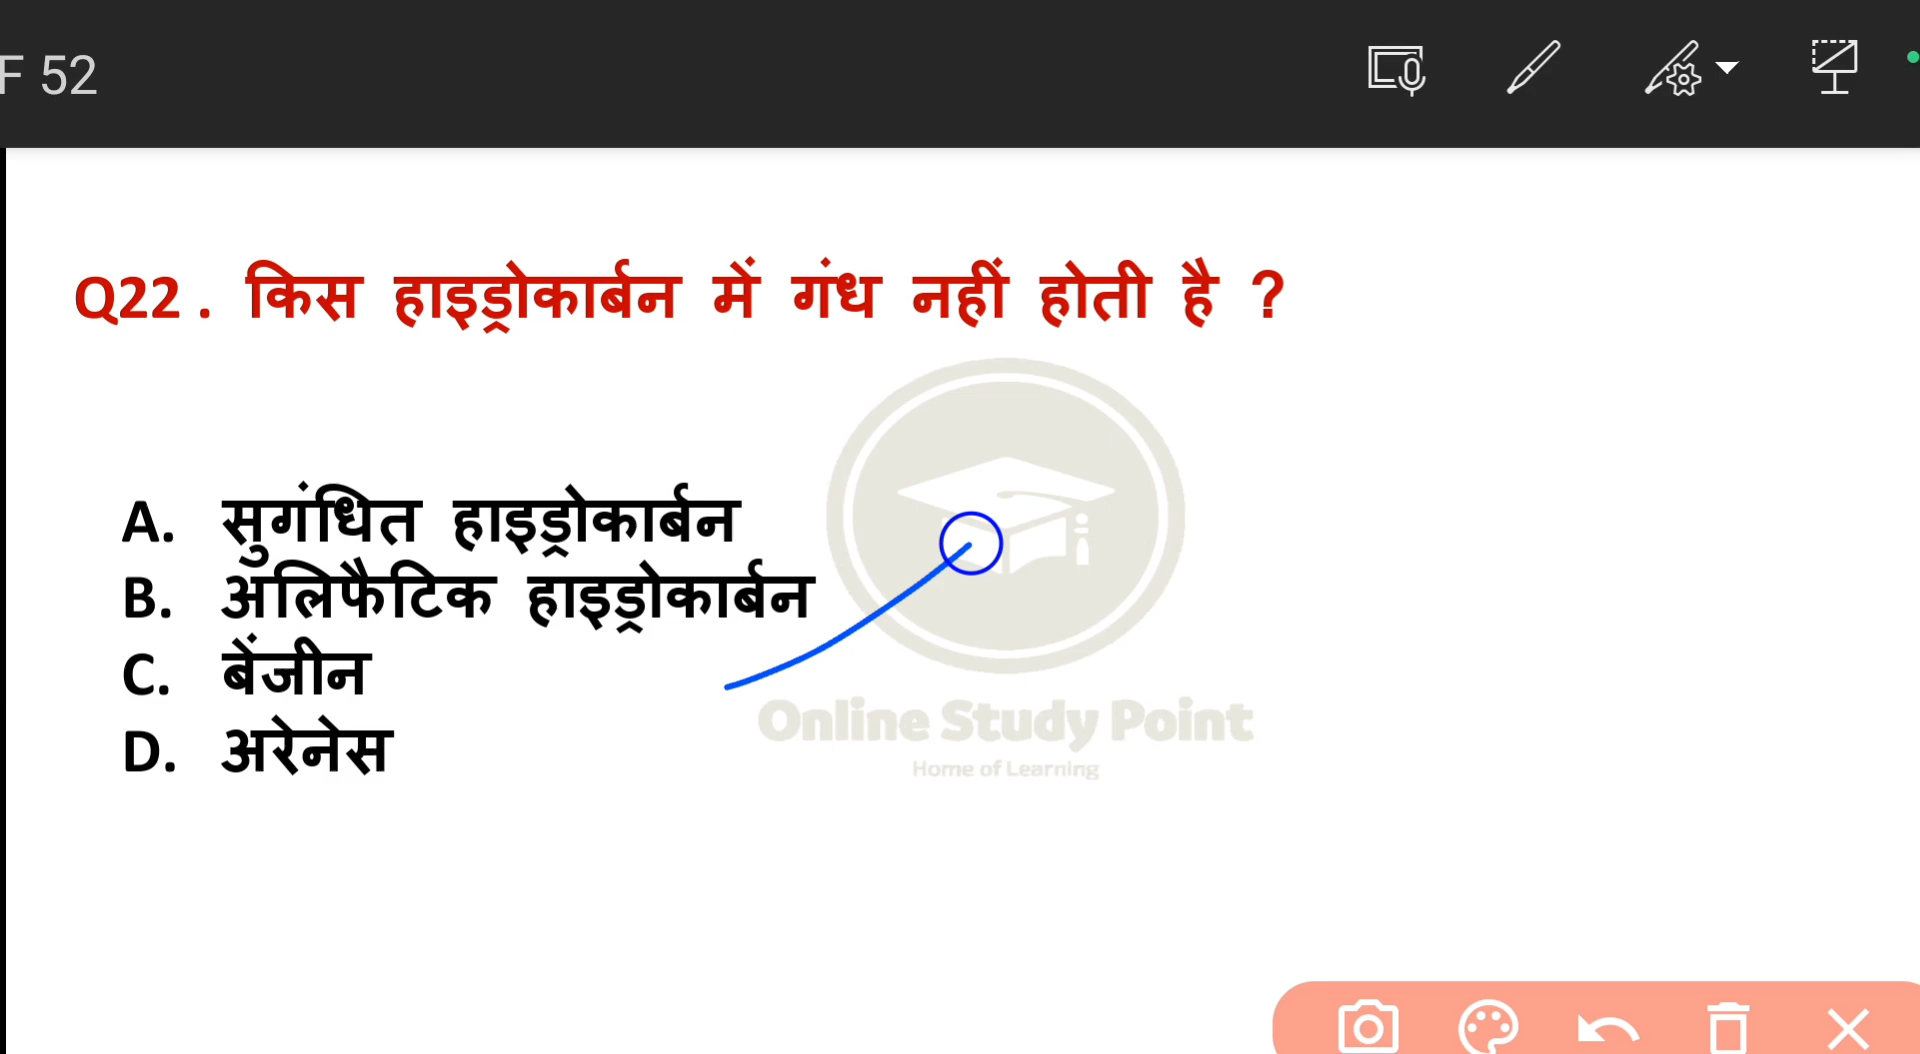 F 52
Q22 . किस हाइड्रोकार्बन में गंध नहीं होती है ?
A. सुगंधित हाइड्रोकार्बन
B. अलिफैटिक हाइड्रोकार्बन
C. बेंजीन
D. अरेनेस
Online Study Point
Home of Learning